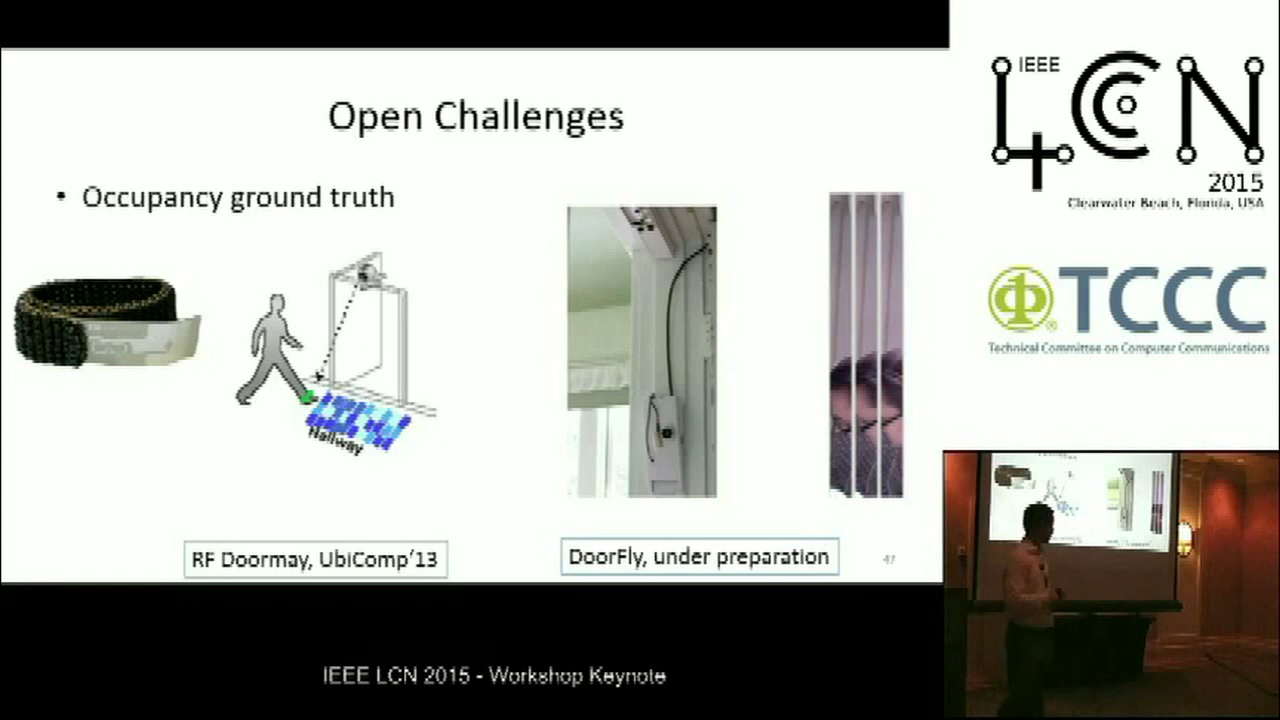 Open Challenges
• Occupancy ground truth
Hallway
RF Doormay, UbiComp'13
DoorFly, under preparation
47
IEEE LCN 2015 - Workshop Keynote
IEEE
LCN
2015
Clearwater Beach, Florida, USA
TCCC
Technical Committee on Computer Communications